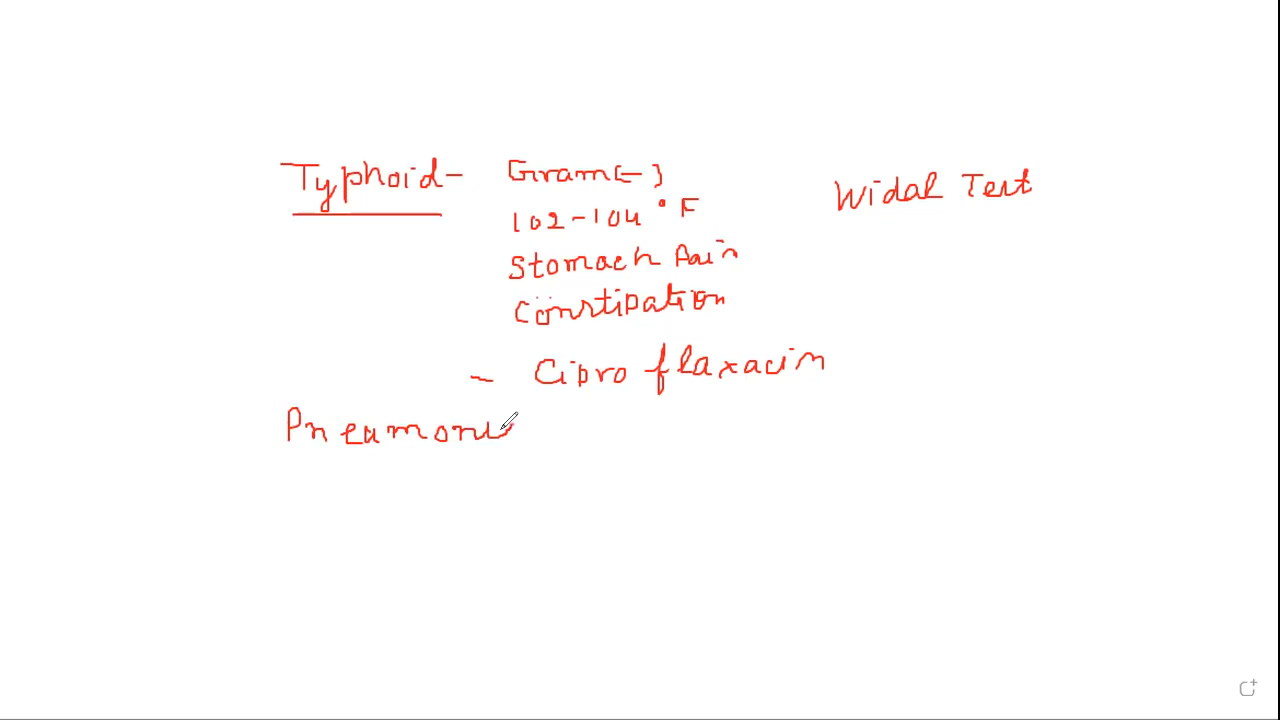 Typhoid - Gram(-)
Widal Test
102-104°F
Stomach Pain
Constipation
- Ciproflaxacin
Pneumoni